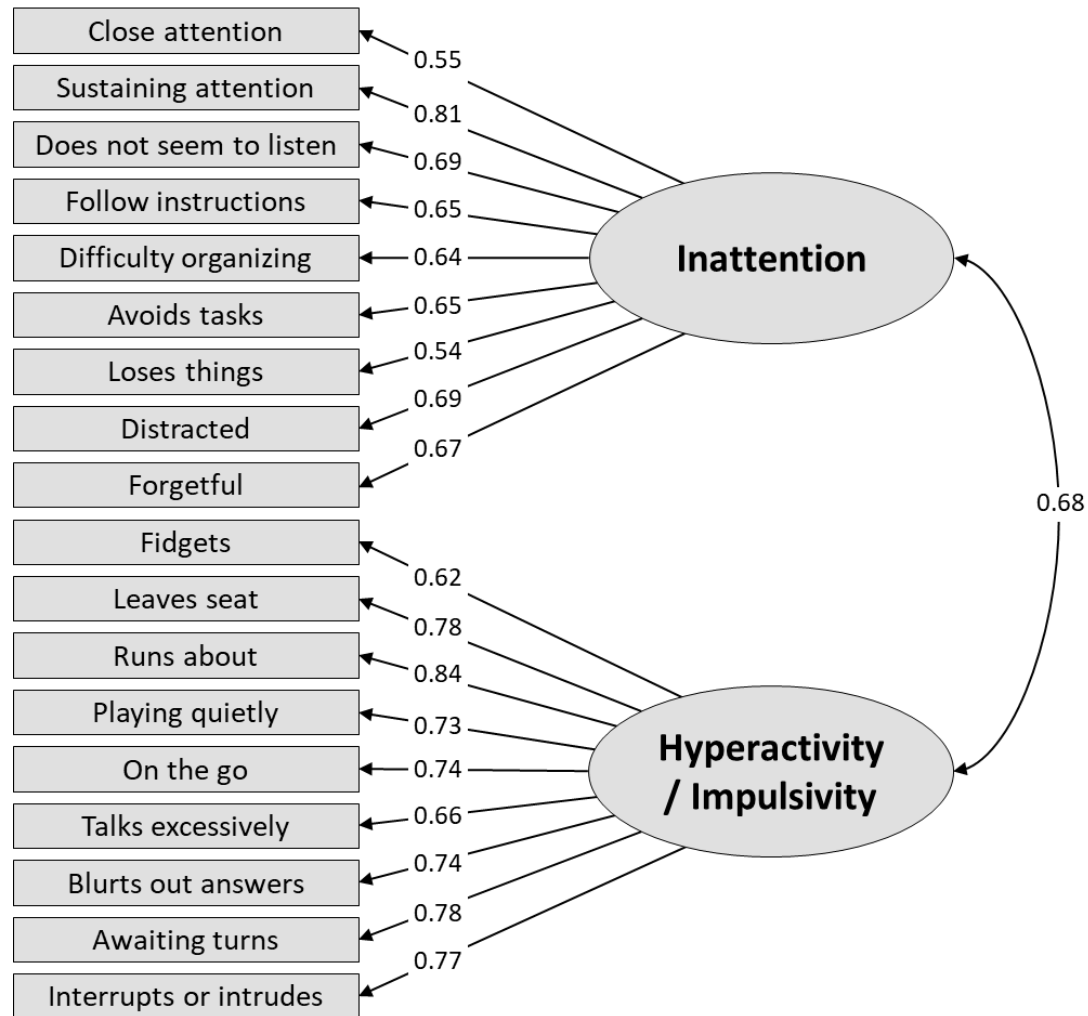 Close attention
0.55
Sustaining attention
0.81
Does not seem to listen
0.69
Follow instructions
0.65
Inattention
Difficulty organizing
0.64
Avoids tasks
0.65
Loses things
0.54
Distracted
0.69
Forgetful
0.67
0.68
Fidgets
0.62
Leaves seat
0.78
Runs about
0.84
Playing quietly
0.73
Hyperactivity
/ Impulsivity
On the go
0.74
Talks excessively
0.66
Blurts out answers
0.74
Awaiting turns
0.78
Interrupts or intrudes
0.77